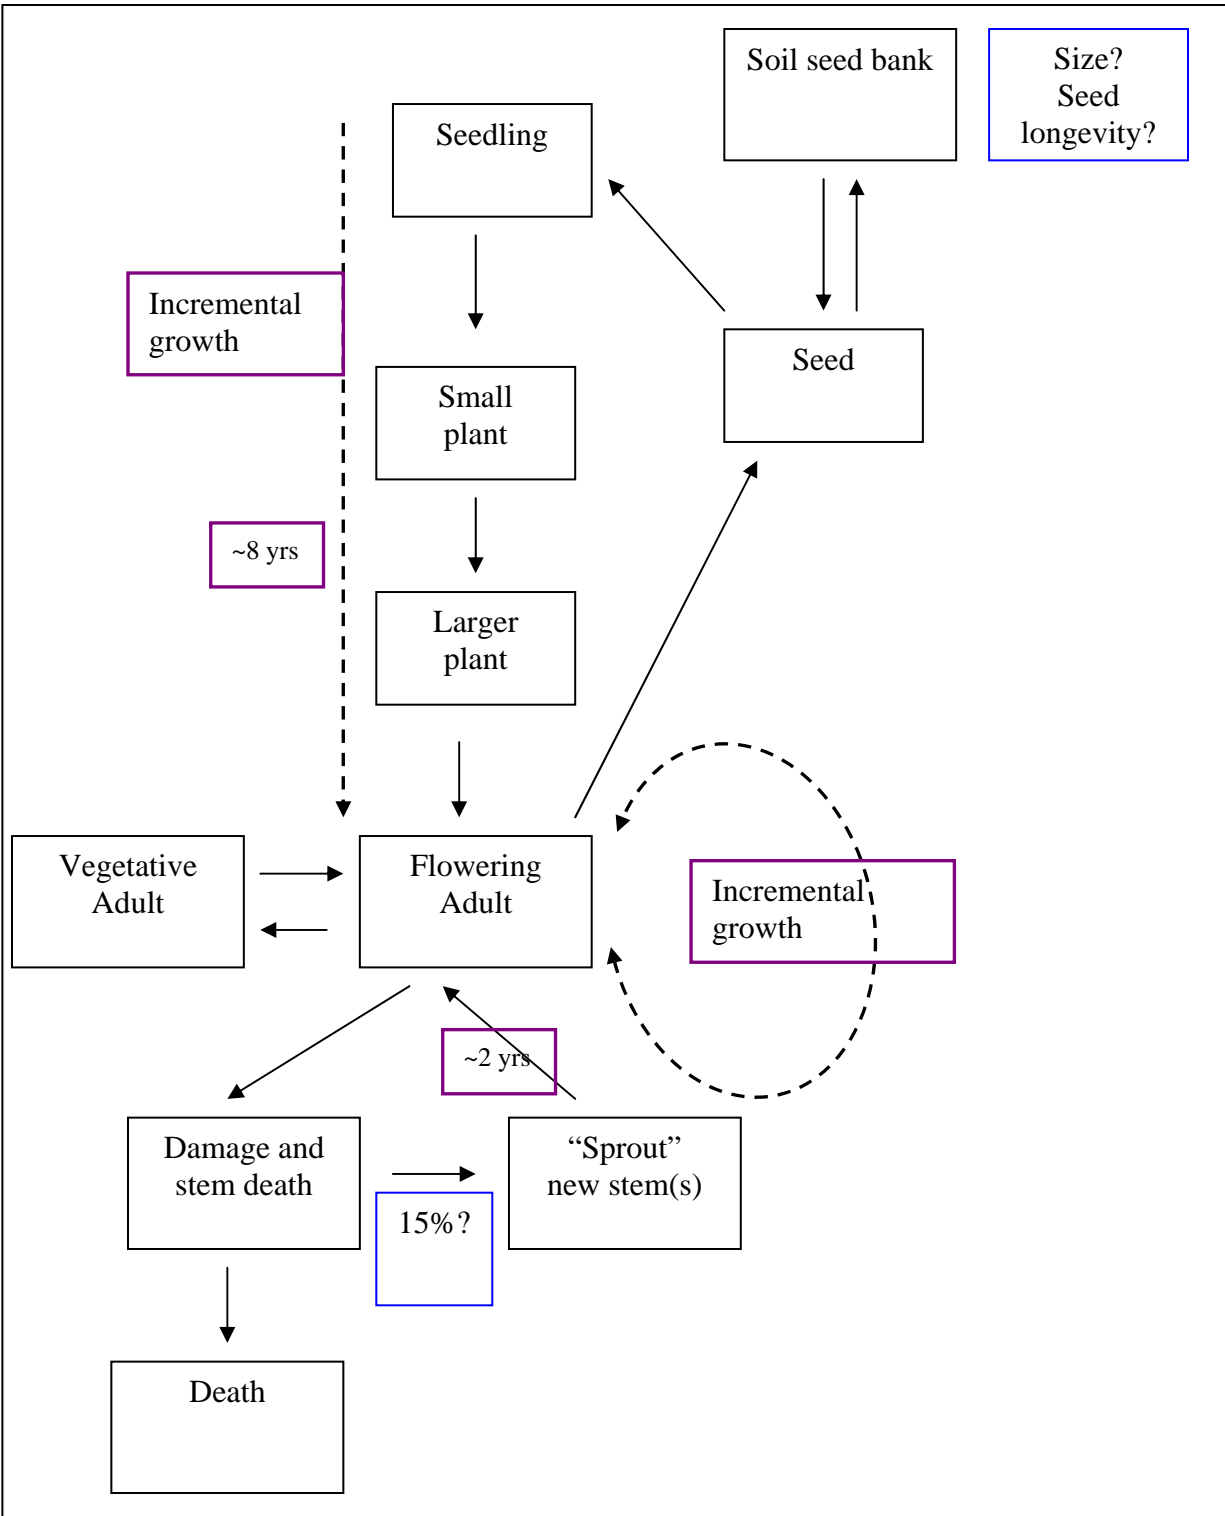 Soil seed bank
Size?
Seed
longevity?
Seedling
Incremental
growth
Seed
Small
plant
~8 yrs
Larger
plant
Vegetative
Adult
Flowering
Adult
Incremental
growth
~2 yrs
Damage and
stem death
“Sprout”
new stem(s)
15%?
Death